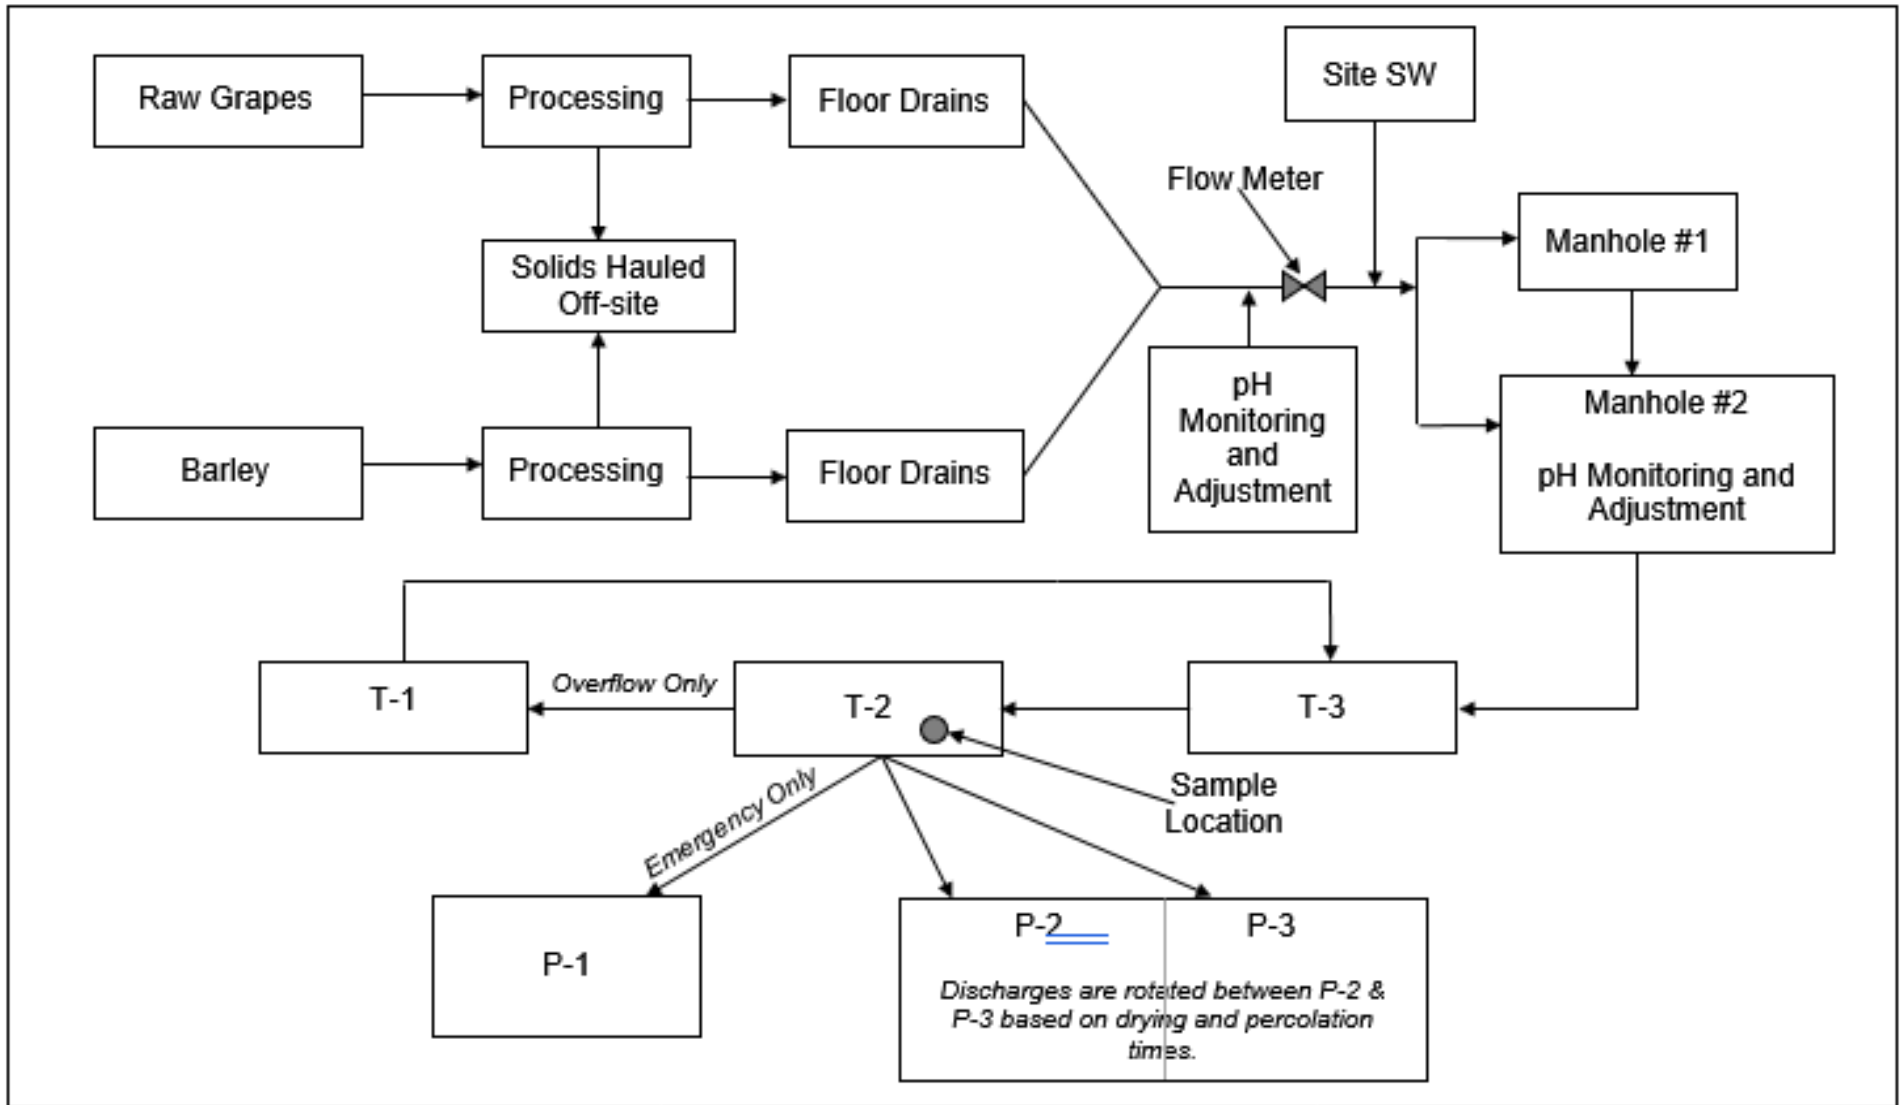 Raw Grapes
Processing
Floor Drains
Site SW
Flow Meter
Manhole #1
Solids Hauled
Off-site
pH
Monitoring
and
Adjustment
Manhole #2
pH Monitoring and
Adjustment
Barley
Processing
Floor Drains
T-1
Overflow Only
T-2
T-3
Sample
Location
Emergency Only
P-1
P-2
P-3
Discharges are rotated between P-2 &
P-3 based on drying and percolation
times.